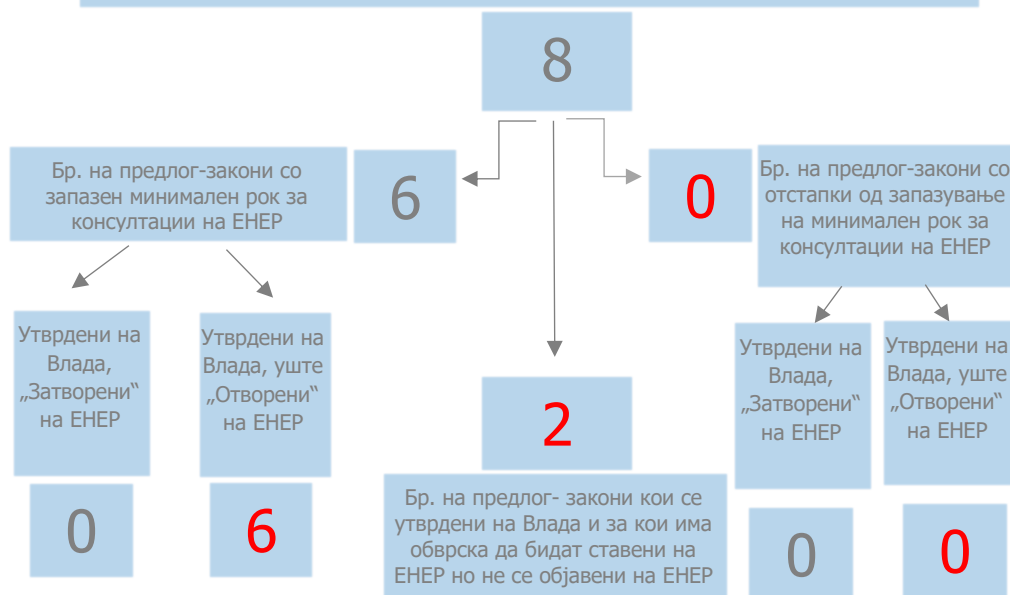 8
Бр. на предлог-закони со
запазен минимален рок за
консултации на ЕНЕР
6
0
Бр. на предлог-закони со
отстапки од запазување
на минимален рок за
консултации на ЕНЕР
Утврдени на
Влада,
„Затворени“
на ЕНЕР
Утврдени на
Влада, уште
„Отворени“
на ЕНЕР
2
Утврдени на
Влада,
„Затворени“
на ЕНЕР
Утврдени на
Влада, уште
„Отворени“
на ЕНЕР
0
6
Бр. на предлог- закони кои се
утврдени на Влада и за кои има
обврска да бидат ставени на
ЕНЕР но не се објавени на ЕНЕР
0
0